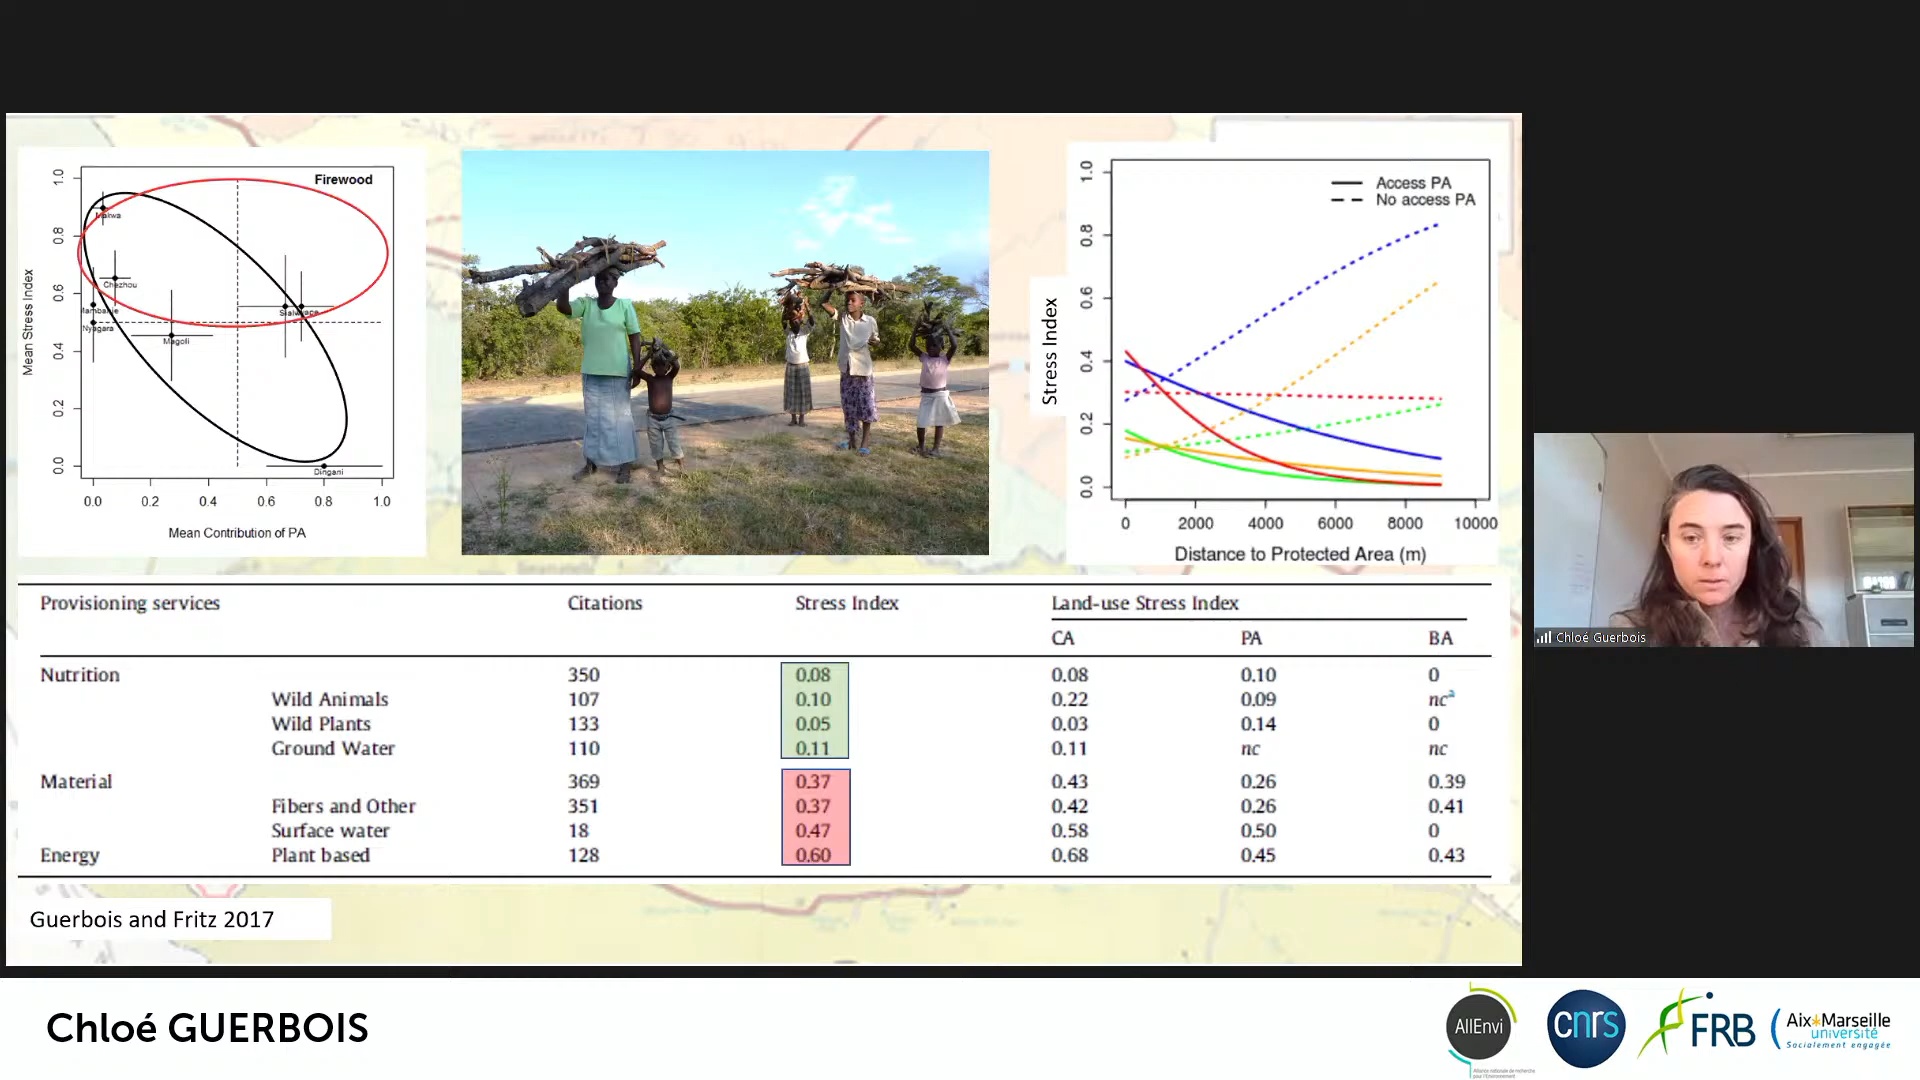 Firewood
1.0
0.8
0.6
0.4
0.2
0.0
Mean Stress Index
Chezhou
Nyagara
Magoli
Dingani
0.0 0.2 0.4 0.6 0.8 1.0
Mean Contribution of PA
1.0
0.8
0.6
0.4
0.2
0.0
Stress Index
Access PA
No access PA
0 2000 4000 6000 8000 10000
Distance to Protected Area (m)
Provisioning services Citations Stress Index Land-use Stress Index
CA PA BA
Nutrition 350 0.08 0.08 0.10 0
Wild Animals 107 0.10 0.22 0.09 nc a
Wild Plants 133 0.05 0.03 0.14 0
Ground Water 110 0.11 0.11 nc nc
Material 369 0.37 0.43 0.26 0.39
Fibers and Other 351 0.37 0.42 0.26 0.41
Surface water 18 0.47 0.58 0.50 0
Energy Plant based 128 0.60 0.68 0.45 0.43
Guerbois and Fritz 2017
Chloé Guerbois
Chloé GUERBOIS
AllEnvi
Alliance nationale de recherche
pour l'Environnement
cnrs
FRB
Aix Marseille
université
Socialement engagée